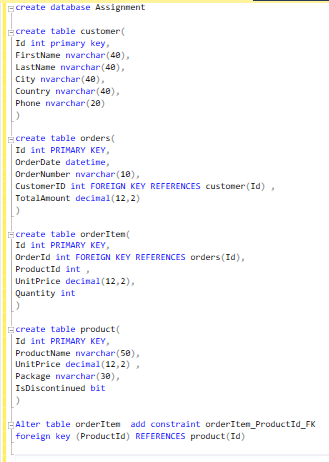 create database Assignment
create table customer(
Id int primary key,
FirstName nvarchar(40),
LastName nvarchar(40),
City nvarchar(40),
Country nvarchar(40),
Phone nvarchar(20)
)
create table orders(
Id int PRIMARY KEY,
OrderDate datetime,
OrderNumber nvarchar(10),
CustomerID int FOREIGN KEY REFERENCES customer(Id) ,
TotalAmount decimal(12,2)
)
create table orderItem(
Id int PRIMARY KEY,
OrderId int FOREIGN KEY REFERENCES orders(Id),
ProductId int ,
UnitPrice decimal(12,2),
Quantity int
)
create table product(
Id int PRIMARY KEY,
ProductName nvarchar(50),
UnitPrice decimal(12,2) ,
Package nvarchar(30),
IsDiscontinued bit
)
Alter table orderItem  add constraint orderItem_ProductId_FK
foreign key (ProductId) REFERENCES product(Id)